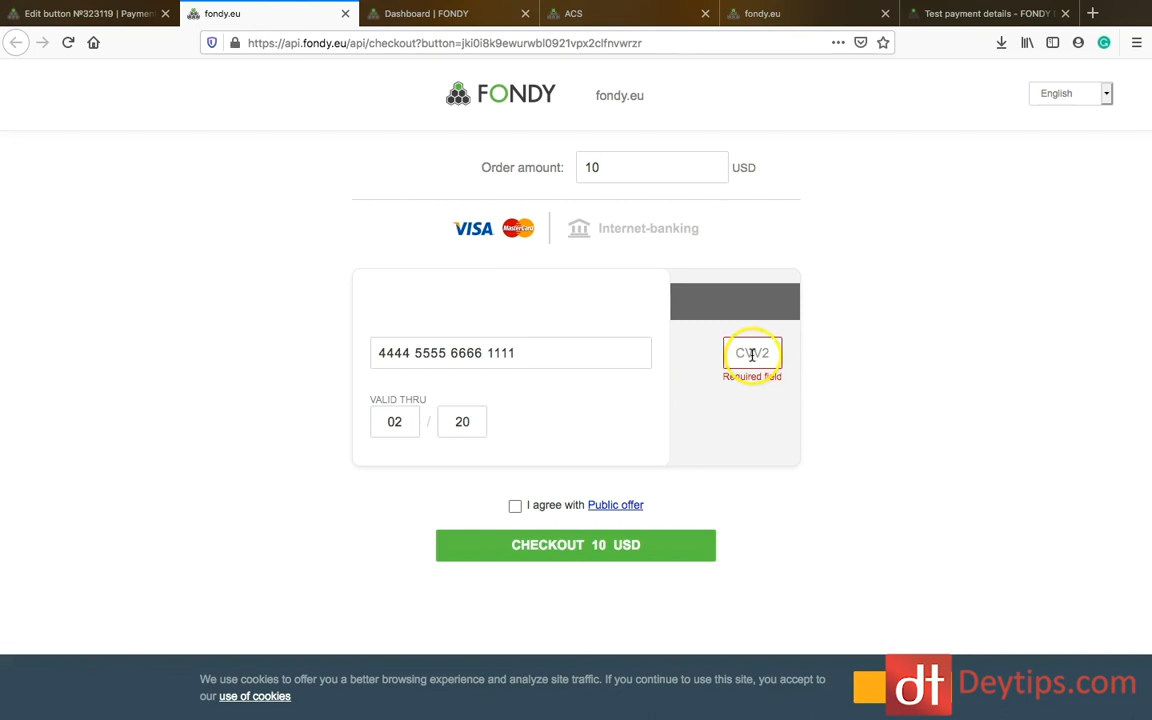 Edit button №323119 | Payment
fondy.eu
Dashboard | FONDY
ACS
fondy.eu
Test payment details – FONDY
https://api.fondy.eu/api/checkout?button=jki0i8k9ewurwbl0921vpx2clfnvwrzr
FONDY
fondy.eu
English
Order amount: 10 USD
VISA MasterCard Internet-banking
4444 5555 6666 1111
CVV2
Required field
VALID THRU
02 / 20
I agree with Public offer
CHECKOUT 10 USD
We use cookies to offer you a better browsing experience and analyze site traffic. If you continue to use this site, you accept to
our use of cookies
dt Deytips.com